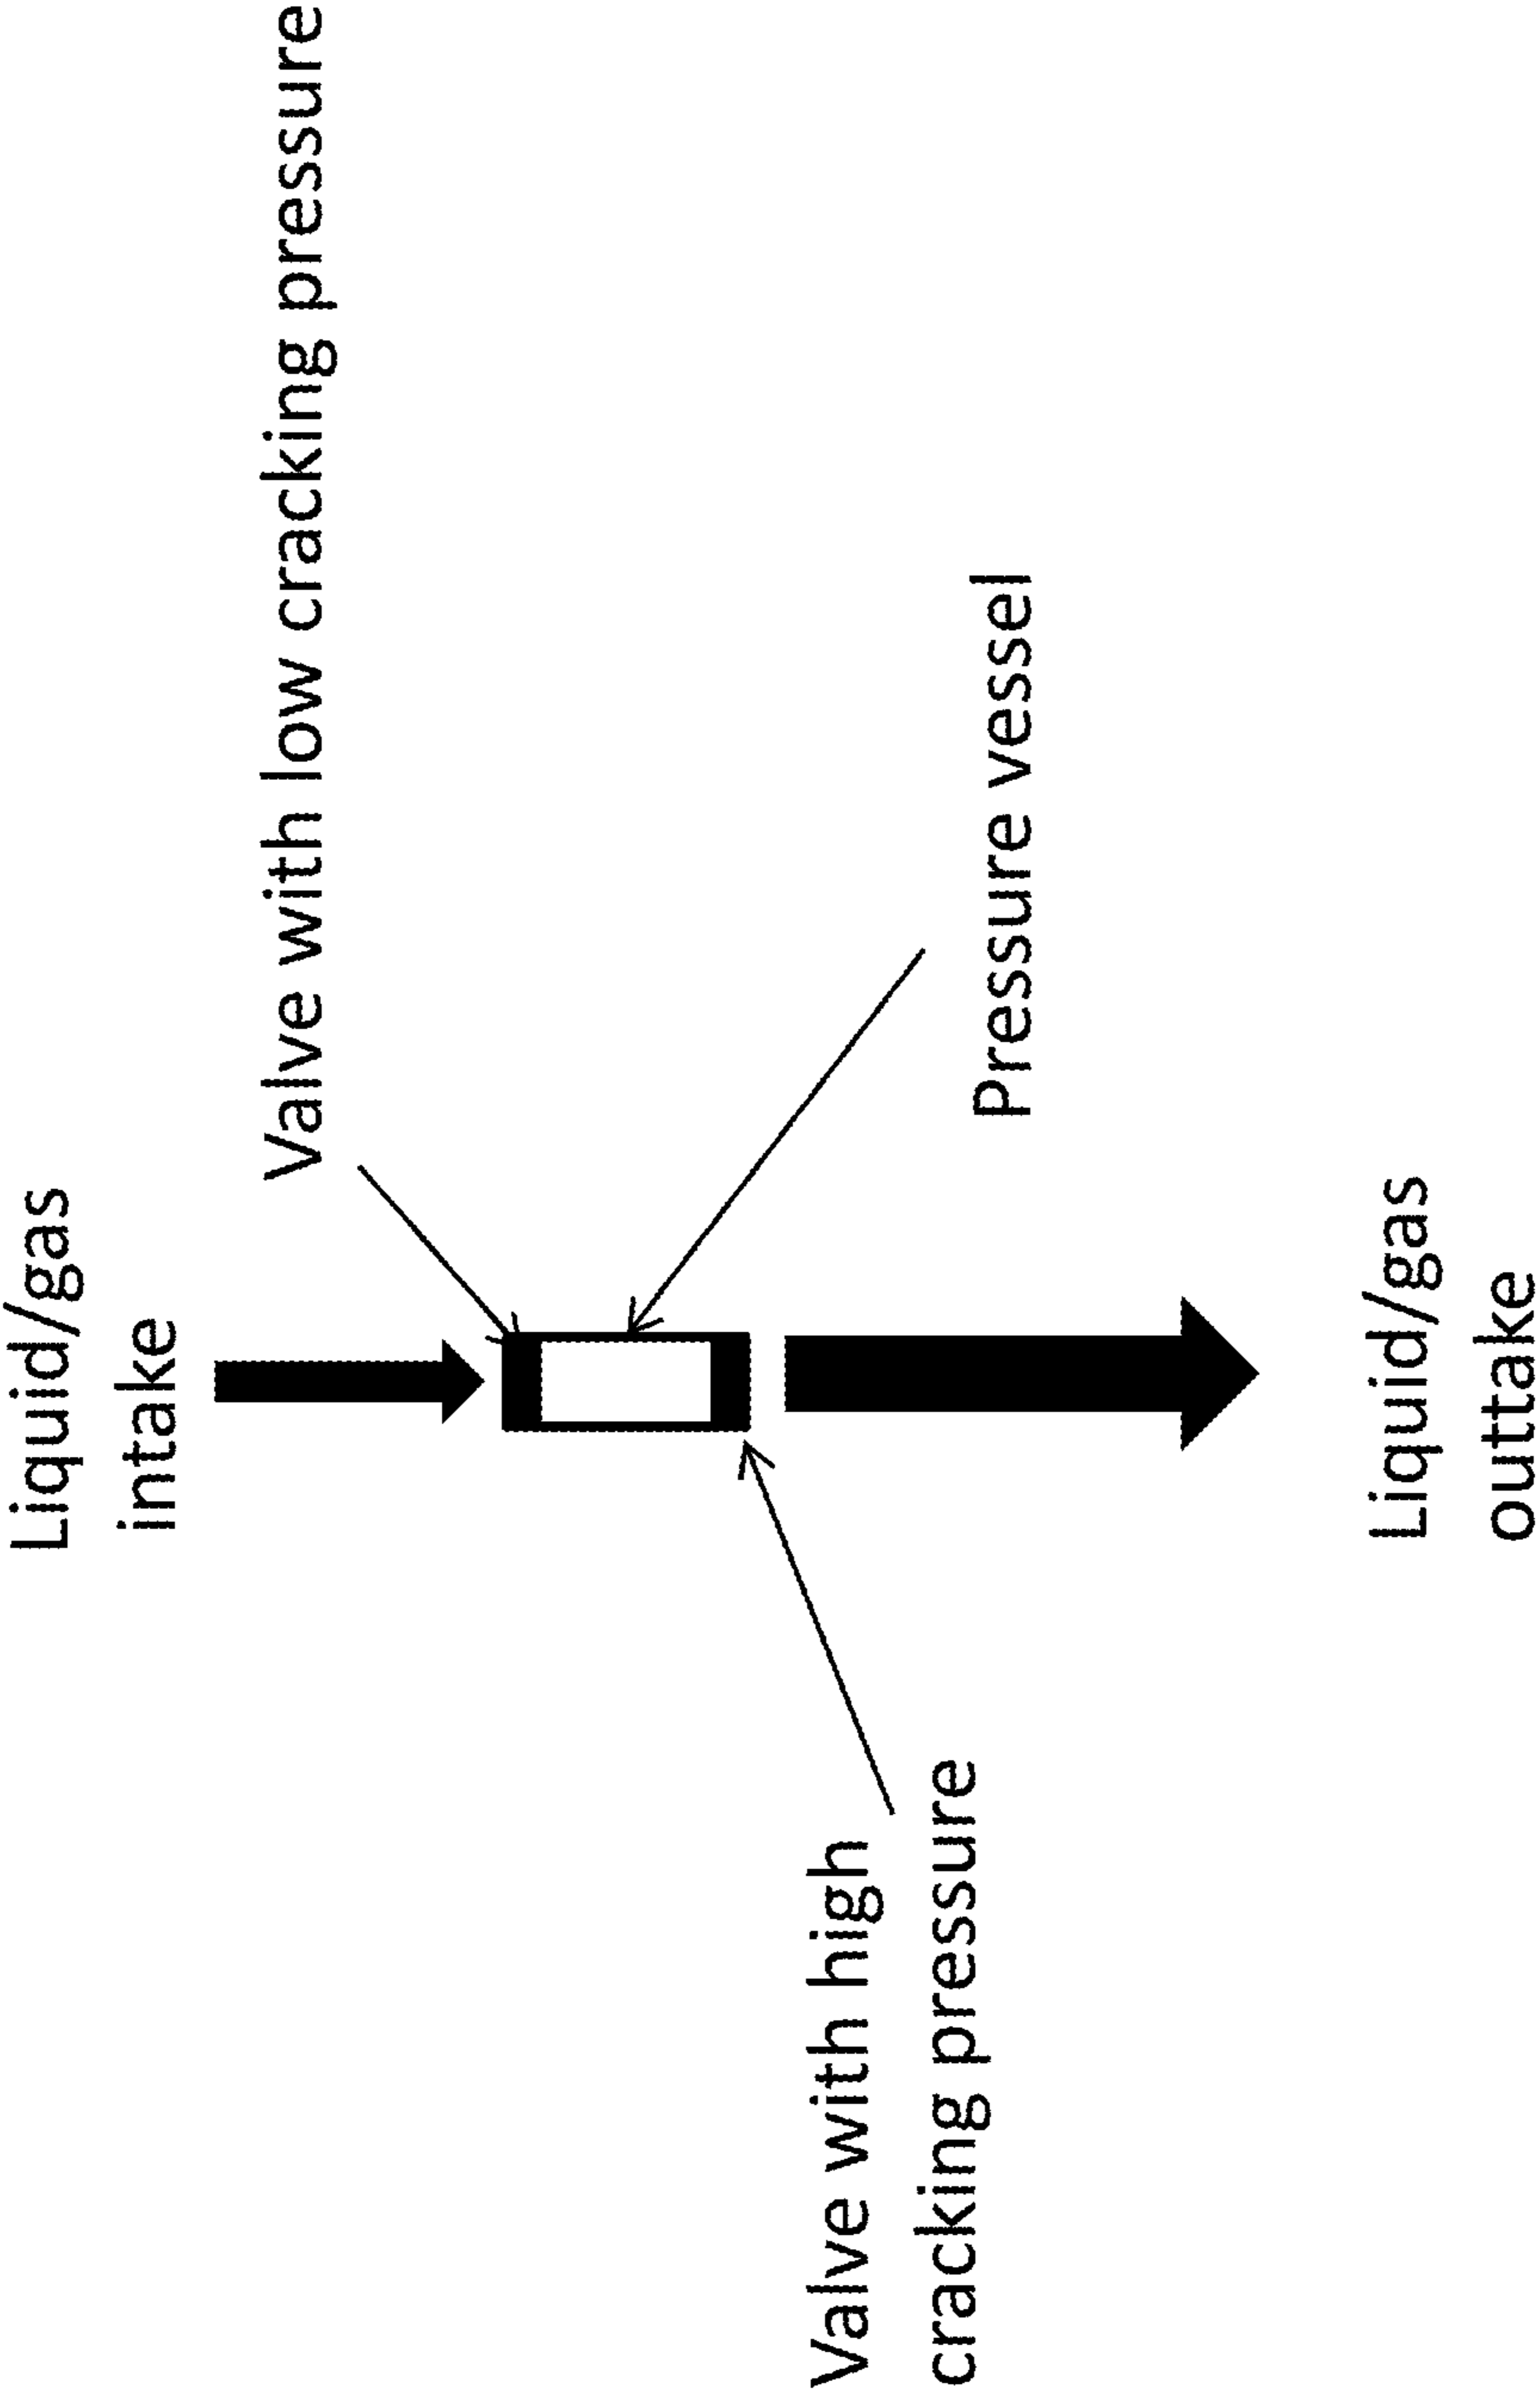 Liquid/gas
intake
Valve with low cracking pressure
Valve with high
cracking pressure
Pressure vessel
Liquid/gas
outtake